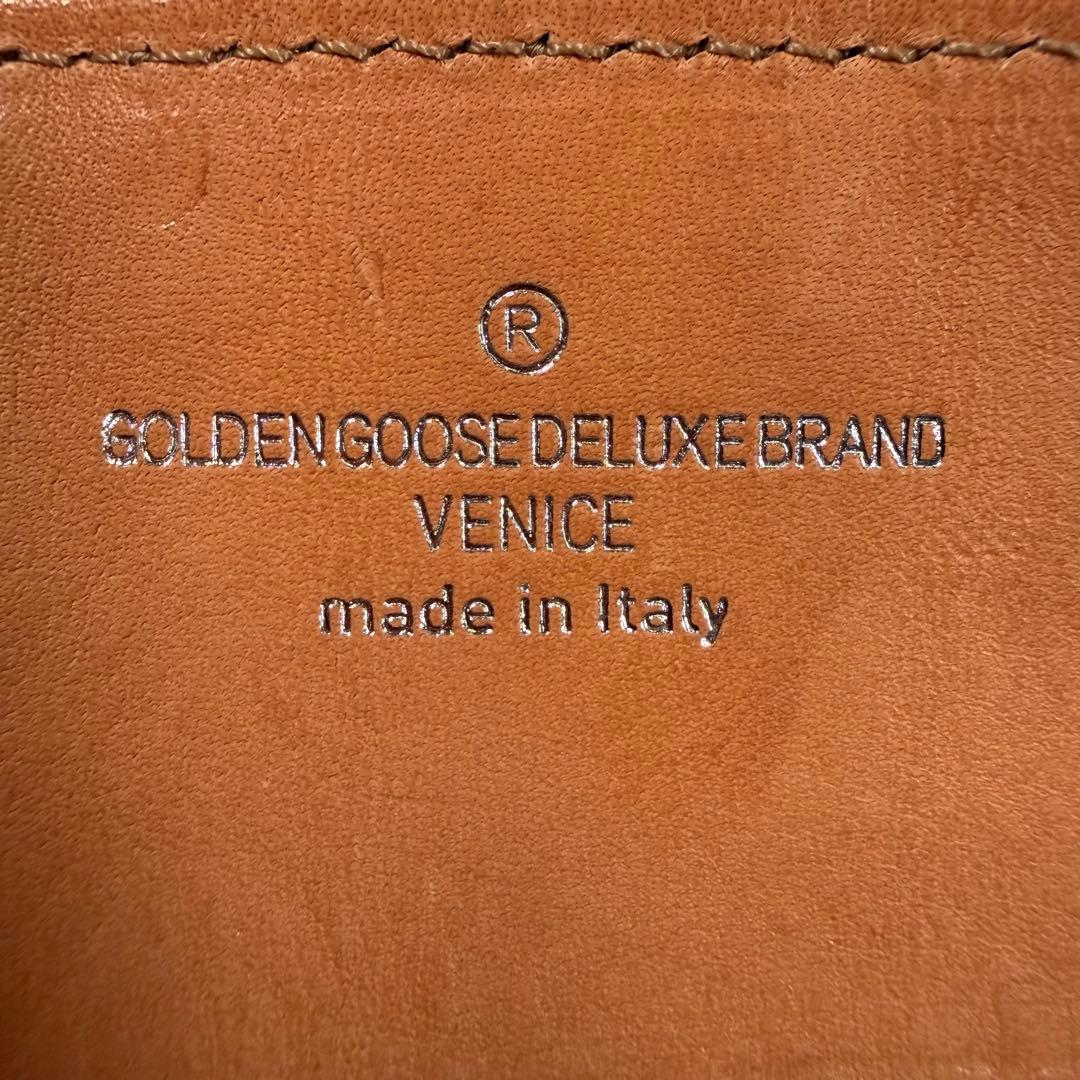 ®
GOLDEN GOOSE DELUXE BRAND
VENICE
made in Italy